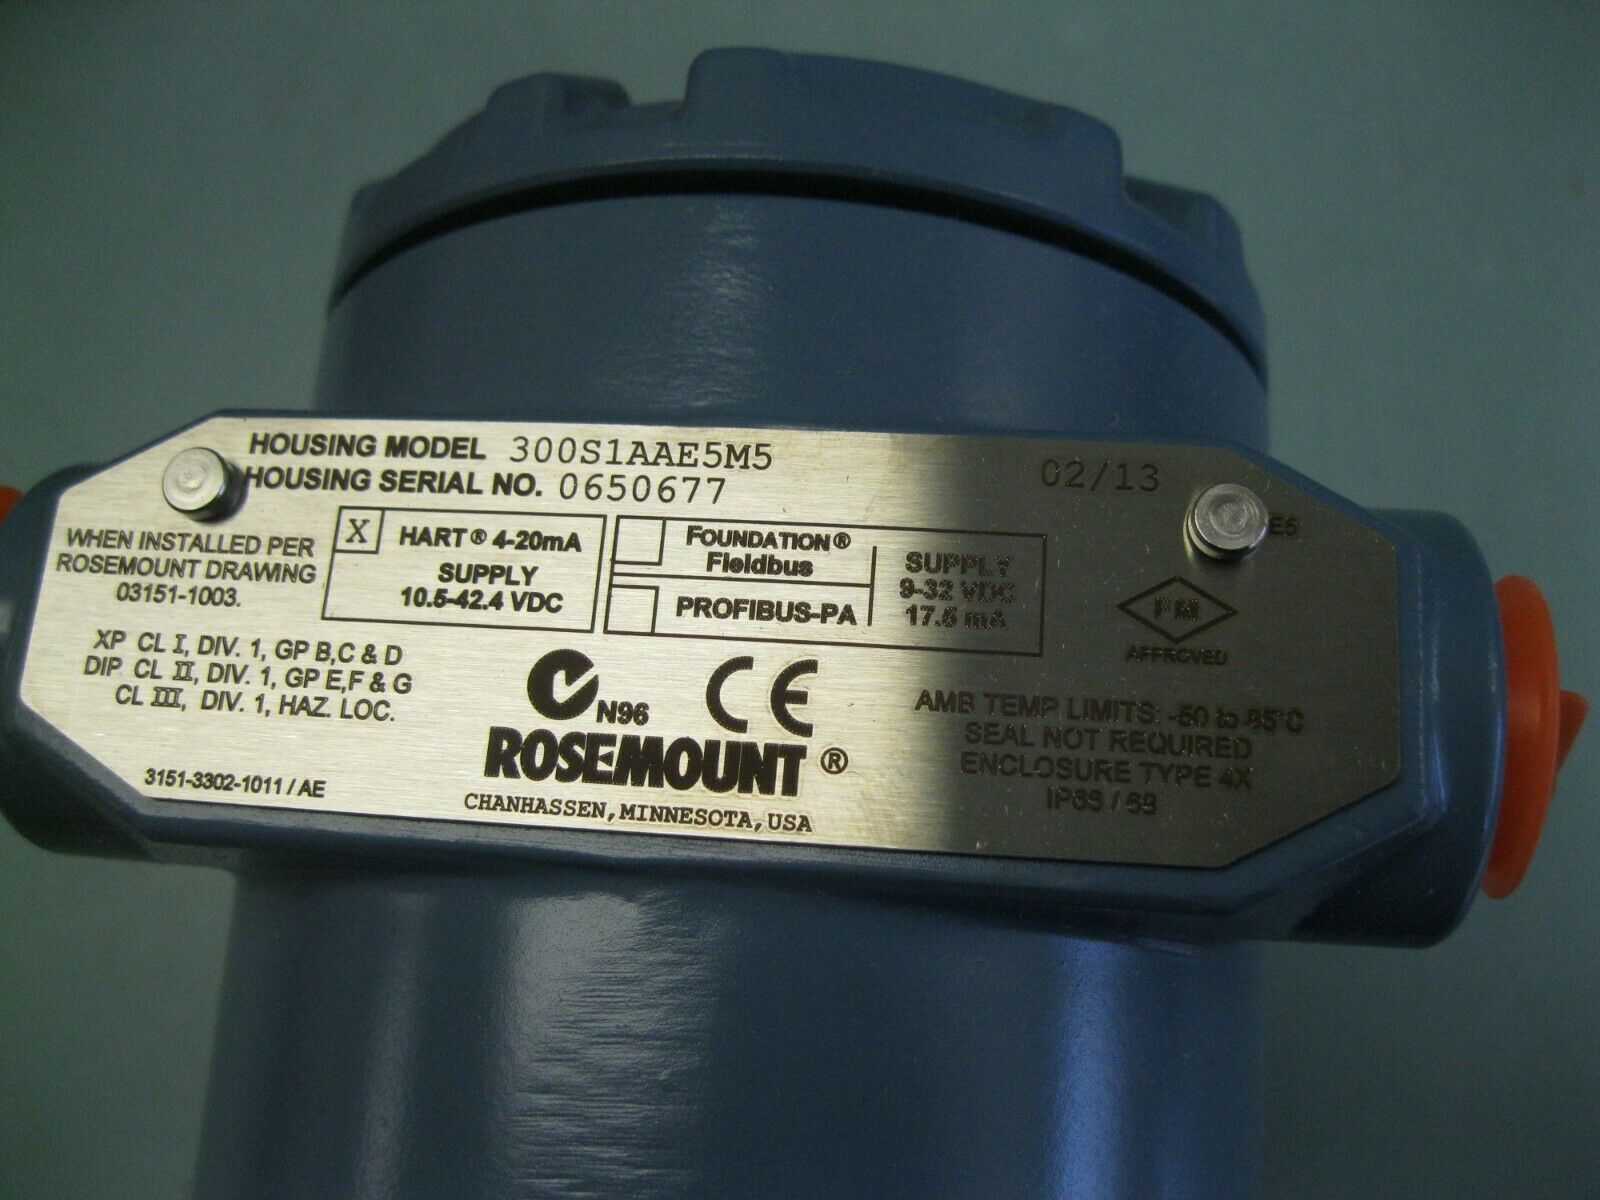 HOUSING MODEL 300S1AAE5M5
HOUSING SERIAL NO. 0650677
02/13
E5
WHEN INSTALLED PER
ROSEMOUNT DRAWING
03151-1003.
X HART® 4-20mA
SUPPLY
10.5-42.4 VDC
FOUNDATION®
Fieldbus
PROFIBUS-PA
SUPPLY
9-32 VDC
17.5 mA
FM
APPROVED
XP CL I, DIV. 1, GP B,C & D
DIP CL II, DIV. 1, GP E,F & G
CL III, DIV. 1, HAZ. LOC.
3151-3302-1011 / AE
N96
CE
ROSEMOUNT ®
CHANHASSEN, MINNESOTA, USA
AMB TEMP LIMITS: -50 to 85°C
SEAL NOT REQUIRED
ENCLOSURE TYPE 4X